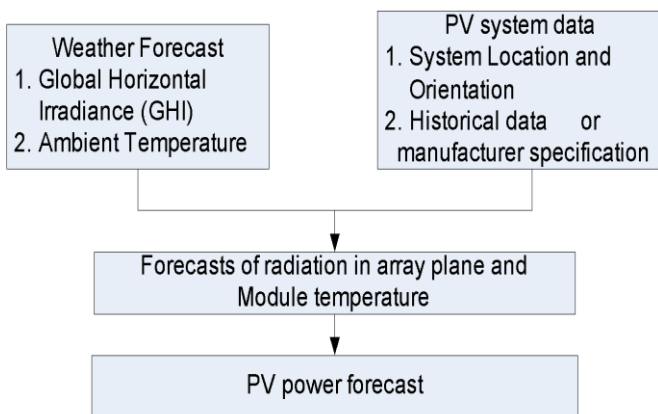 Weather Forecast
1. Global Horizontal
Irradiance (GHI)
2. Ambient Temperature
PV system data
1. System Location and
Orientation
2. Historical data or
manufacturer specification
Forecasts of radiation in array plane and
Module temperature
PV power forecast